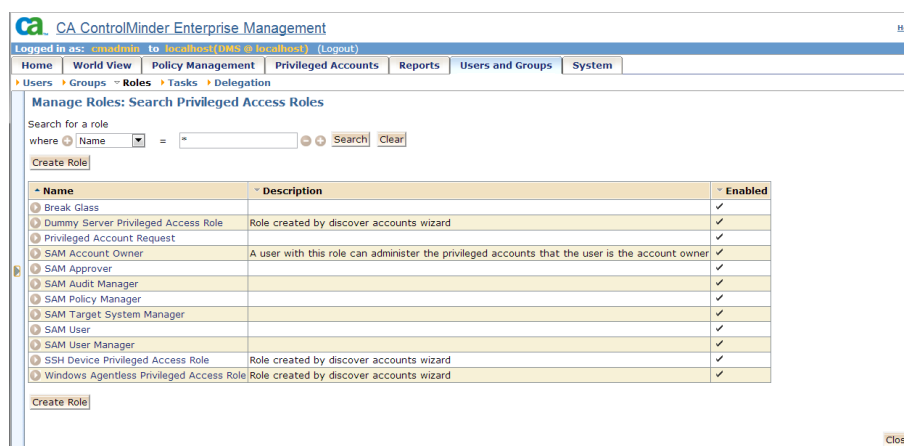 ca CA ControlMinder Enterprise Management
Logged in as: cmadmin to localhost(DMS @ localhost) (Logout)
Home World View Policy Management Privileged Accounts Reports Users and Groups System
Users Groups Roles Tasks Delegation
Manage Roles: Search Privileged Access Roles
Search for a role
where Name = * Search Clear
Create Role
Name Description Enabled
Break Glass
Dummy Server Privileged Access Role Role created by discover accounts wizard
Privileged Account Request
SAM Account Owner A user with this role can administer the privileged accounts that the user is the account owner
SAM Approver
SAM Audit Manager
SAM Policy Manager
SAM Target System Manager
SAM User
SAM User Manager
SSH Device Privileged Access Role Role created by discover accounts wizard
Windows Agentless Privileged Access Role Role created by discover accounts wizard
Create Role
Clos